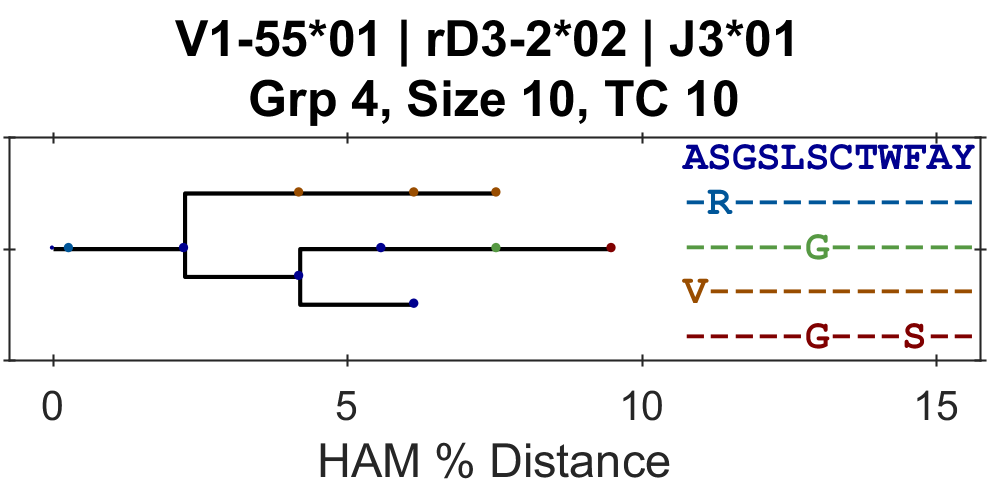 V1-55*01 | rD3-2*02 | J3*01
Grp 4, Size 10, TC 10
ASGSLSCTWFAY
-R----------
-----G------
V-----------
-----G---S--
0 5 10 15
HAM % Distance